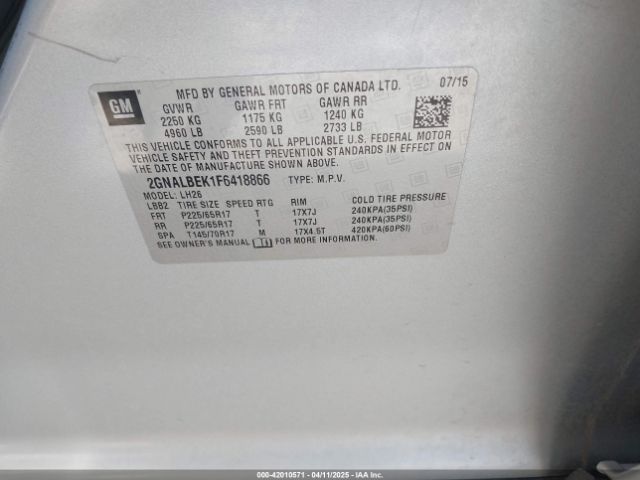 GM
MFD BY GENERAL MOTORS OF CANADA LTD. 07/15
GVWR GAWR FRT GAWR RR
2250 KG 1175 KG 1240 KG
4960 LB 2590 LB 2733 LB
THIS VEHICLE CONFORMS TO ALL APPLICABLE U.S. FEDERAL MOTOR
VEHICLE SAFETY AND THEFT PREVENTION STANDARDS IN EFFECT ON
THE DATE OF MANUFACTURE SHOWN ABOVE.
2GNALBEK1F6418866 TYPE: M.P.V.
MODEL: LH26
LBB2 TIRE SIZE SPEED RTG RIM COLD TIRE PRESSURE
FRT P225/65R17 T 17X7J 240KPA(35PSI)
RR P225/65R17 T 17X7J 240KPA(35PSI)
SPA T145/70R17 M 17X4.5T 420KPA(60PSI)
SEE OWNER'S MANUAL FOR MORE INFORMATION.
000-42010571 - 04/11/2025 - IAAI.COM